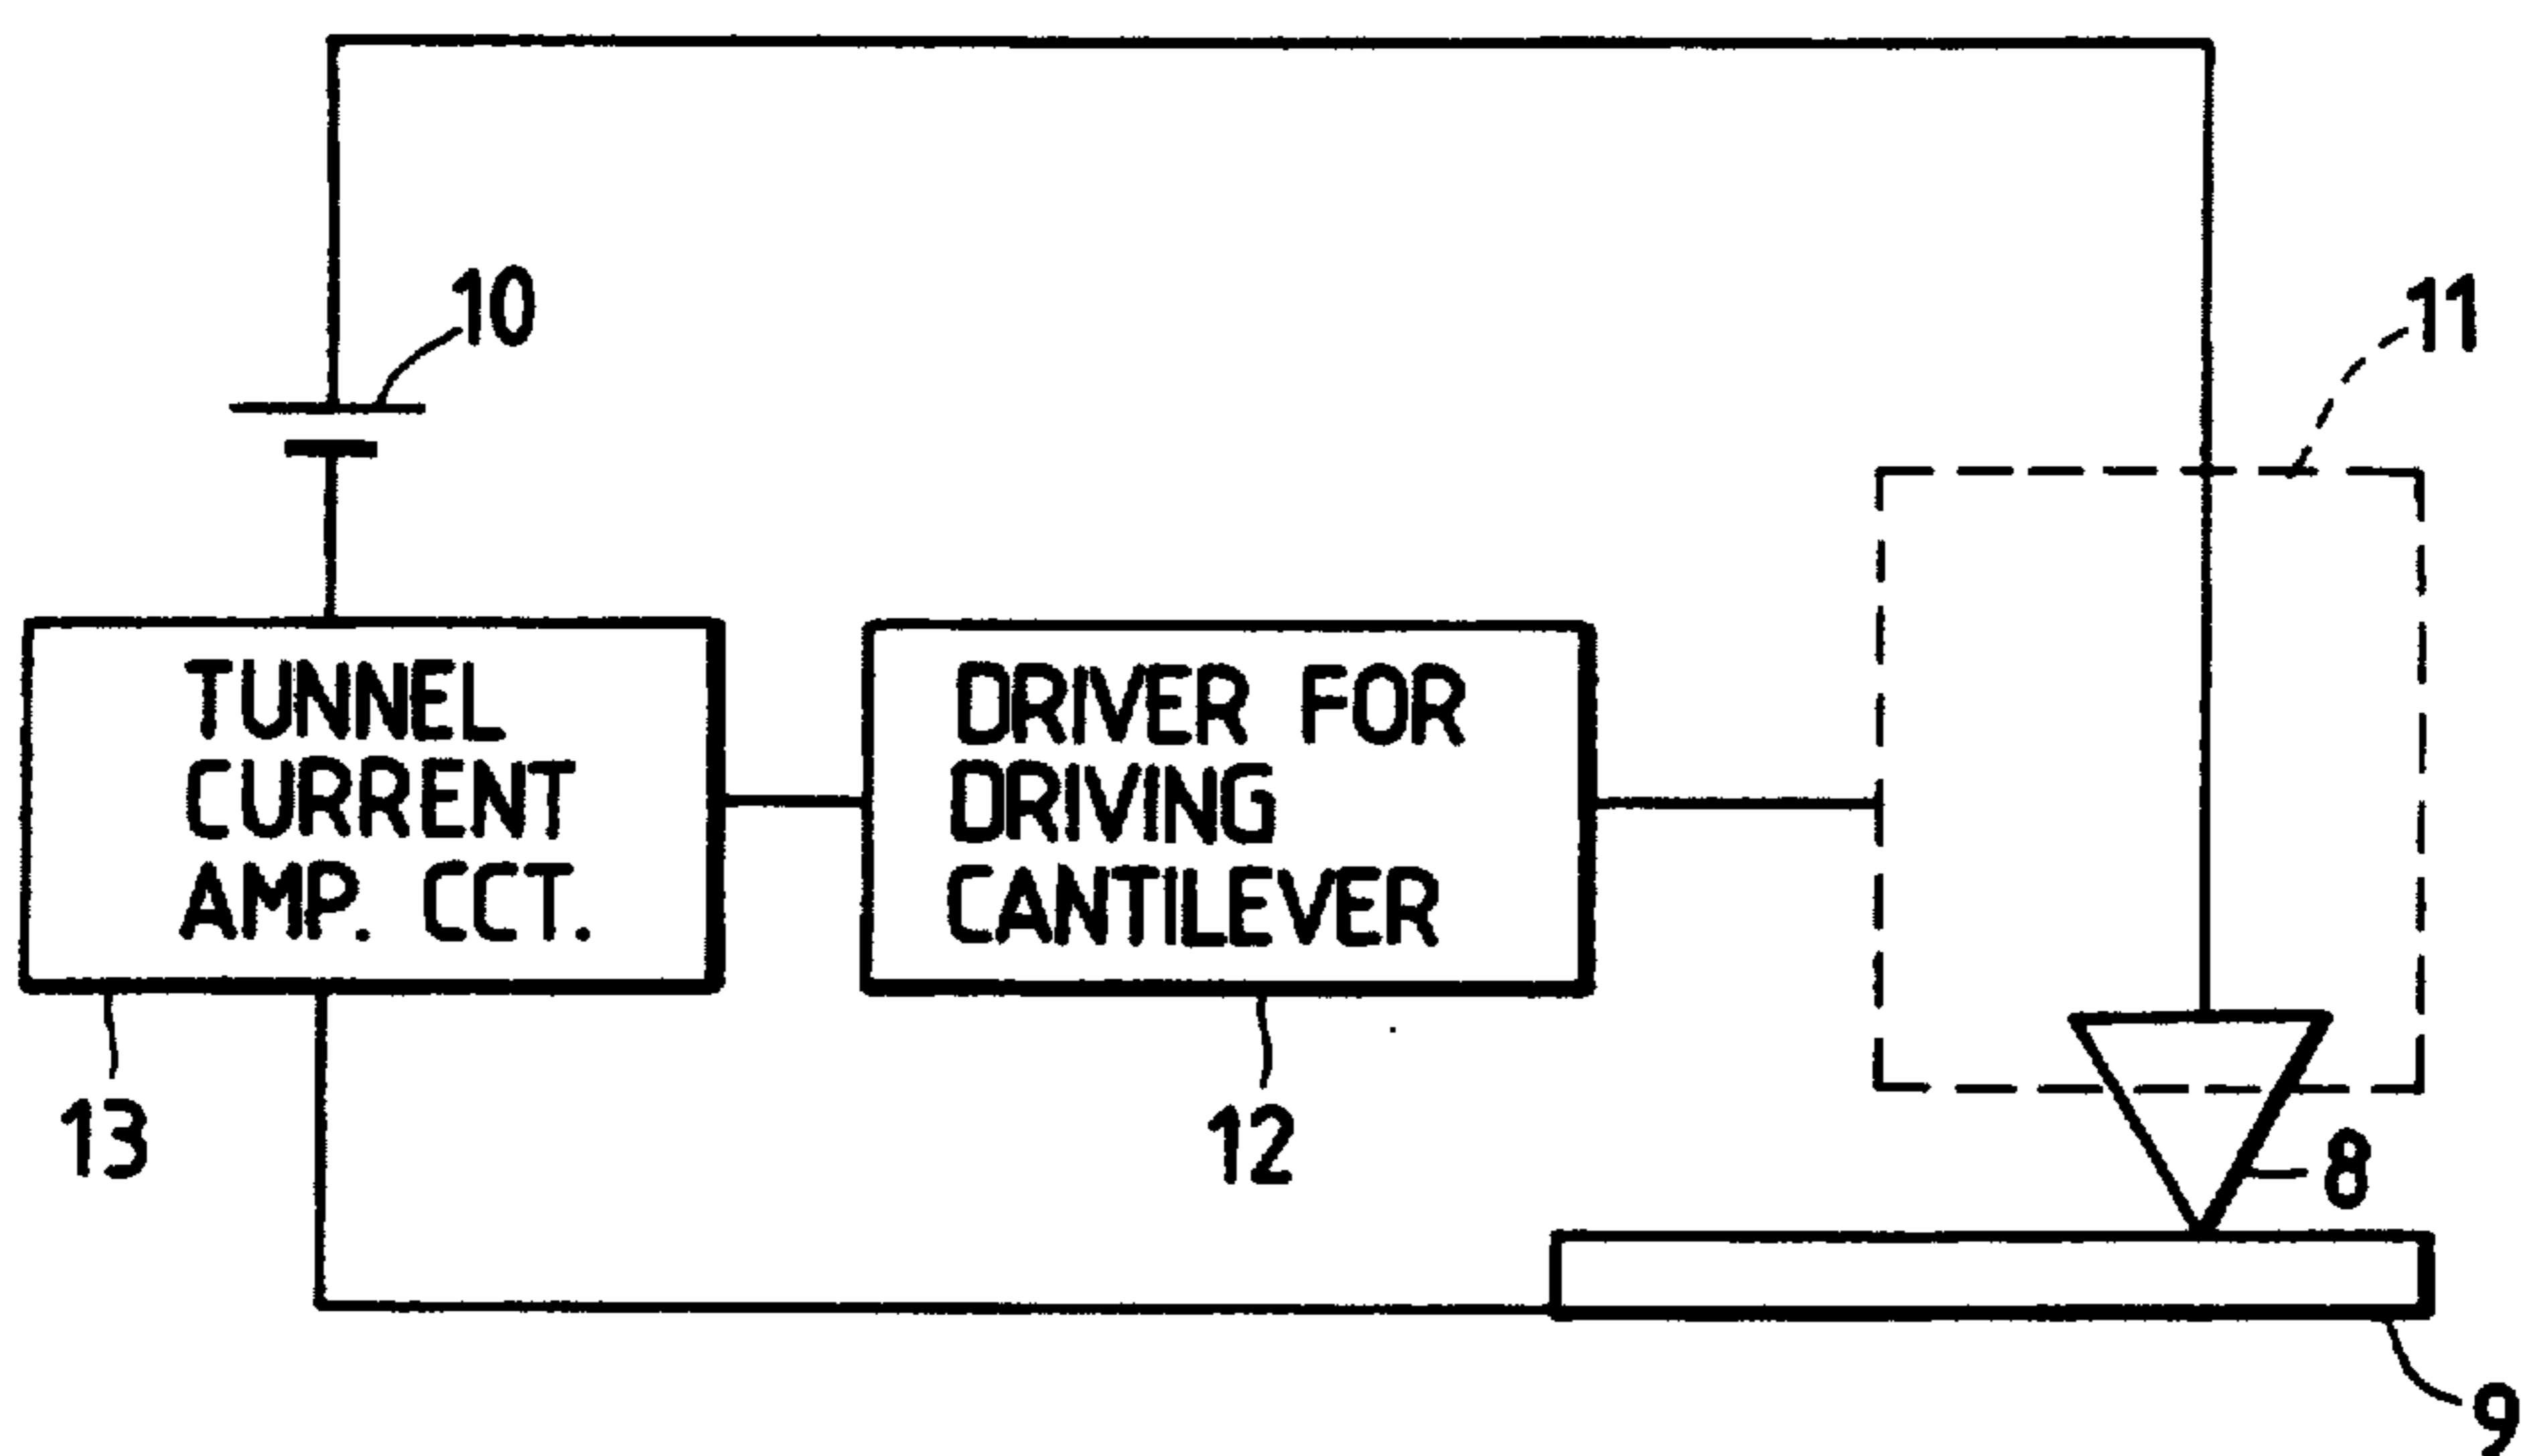 10
11
TUNNEL
CURRENT
AMP. CCT.
DRIVER FOR
DRIVING
CANTILEVER
13
12
8
9